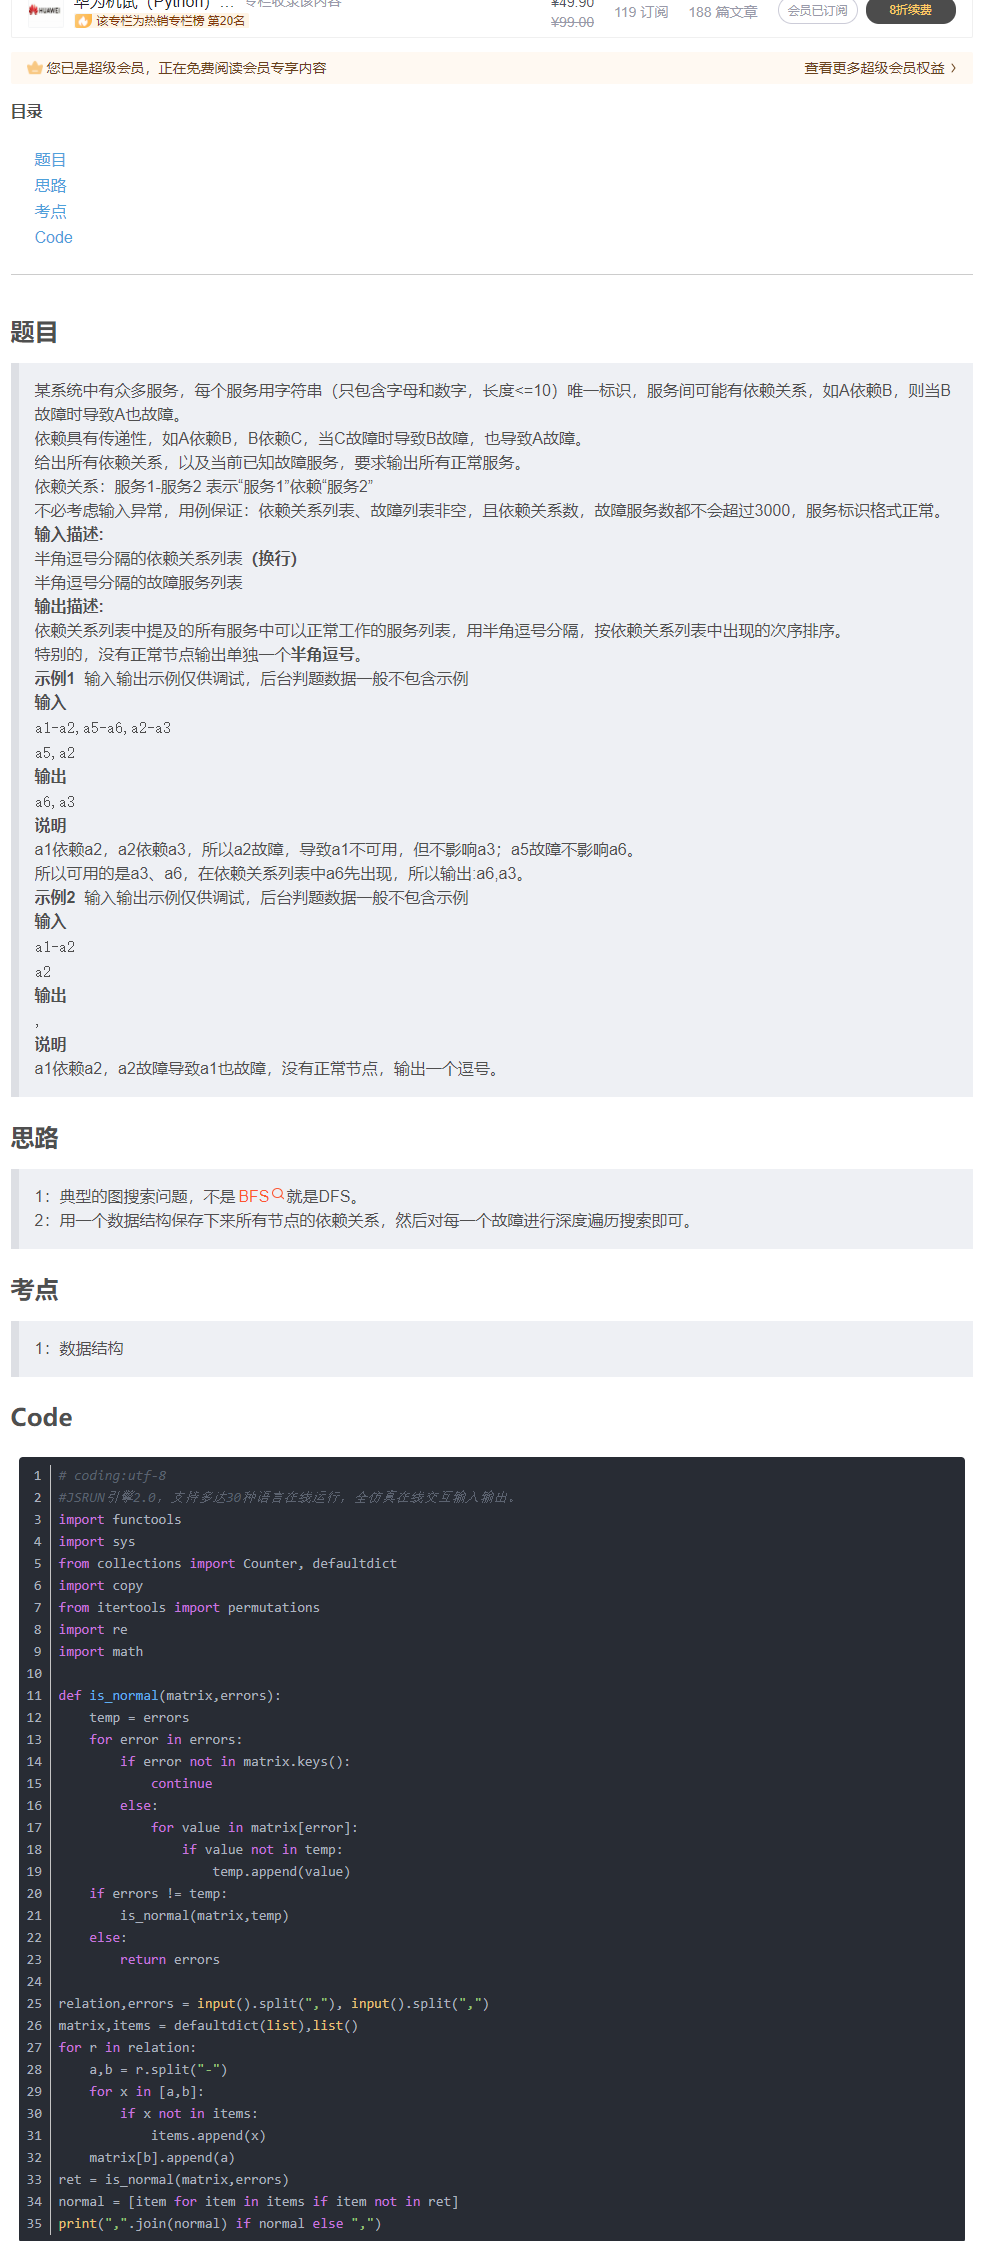 华为机试（Python）... 专栏收录该内容
HUAWEI
该专栏为热销专栏榜 第20名
¥49.90
¥99.00
119 订阅
188 篇文章
会员已订阅
8折续费
您已是超级会员，正在免费阅读会员专享内容
查看更多超级会员权益
目录
题目
思路
考点
Code
题目
某系统中有众多服务，每个服务用字符串（只包含字母和数字，长度<=10）唯一标识，服务间可能有依赖关系，如A依赖B，则当B
故障时导致A也故障。
依赖具有传递性，如A依赖B，B依赖C，当C故障时导致B故障，也导致A故障。
给出所有依赖关系，以及当前已知故障服务，要求输出所有正常服务。
依赖关系：服务1-服务2 表示“服务1”依赖“服务2”
不必考虑输入异常，用例保证：依赖关系列表、故障列表非空，且依赖关系数，故障服务数都不会超过3000，服务标识格式正常。
输入描述:
半角逗号分隔的依赖关系列表（换行）
半角逗号分隔的故障服务列表
输出描述:
依赖关系列表中提及的所有服务中可以正常工作的服务列表，用半角逗号分隔，按依赖关系列表中出现的次序排序。
特别的，没有正常节点输出单独一个半角逗号。
示例1 输入输出示例仅供调试，后台判题数据一般不包含示例
输入
a1-a2,a5-a6,a2-a3
a5,a2
输出
a6,a3
说明
a1依赖a2，a2依赖a3，所以a2故障，导致a1不可用，但不影响a3；a5故障不影响a6。
所以可用的是a3、a6，在依赖关系列表中a6先出现，所以输出:a6,a3。
示例2 输入输出示例仅供调试，后台判题数据一般不包含示例
输入
a1-a2
a2
输出
,
说明
a1依赖a2，a2故障导致a1也故障，没有正常节点，输出一个逗号。
思路
1：典型的图搜索问题，不是BFS就是DFS。
2：用一个数据结构保存下来所有节点的依赖关系，然后对每一个故障进行深度遍历搜索即可。
考点
1：数据结构
Code
1 # coding:utf-8
2 #JSRUN引擎2.0，支持多达30种语言在线运行，全仿真在线交互输入输出。
3 import functools
4 import sys
5 from collections import Counter, defaultdict
6 import copy
7 from itertools import permutations
8 import re
9 import math
10
11 def is_normal(matrix,errors):
12     temp = errors
13     for error in errors:
14         if error not in matrix.keys():
15             continue
16         else:
17             for value in matrix[error]:
18                 if value not in temp:
19                     temp.append(value)
20     if errors != temp:
21         is_normal(matrix,temp)
22     else:
23         return errors
24
25 relation,errors = input().split(","), input().split(",")
26 matrix,items = defaultdict(list),list()
27 for r in relation:
28     a,b = r.split("-")
29     for x in [a,b]:
30         if x not in items:
31             items.append(x)
32     matrix[b].append(a)
33 ret = is_normal(matrix,errors)
34 normal = [item for item in items if item not in ret]
35 print(",".join(normal) if normal else ",")